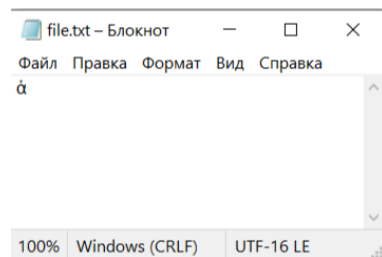 file.txt – Блокнот
Файл Правка Формат Вид Справка
ἀ
100% Windows (CRLF) UTF-16 LE